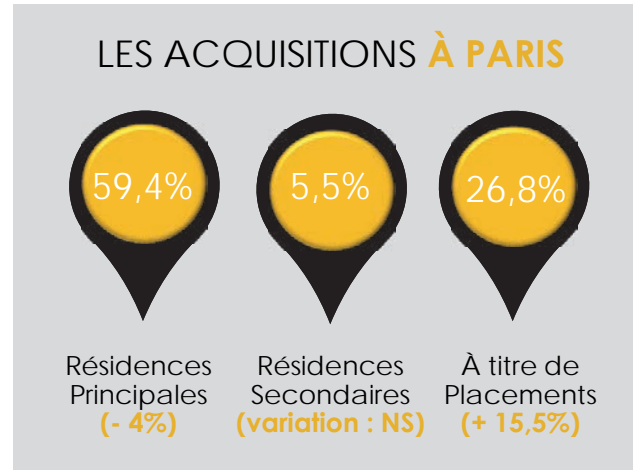 LES ACQUISITIONS À PARIS
59,4%
5,5%
26,8%
Résidences
Principales
(- 4%)
Résidences
Secondaires
(variation : NS)
À titre de
Placements
(+ 15,5%)